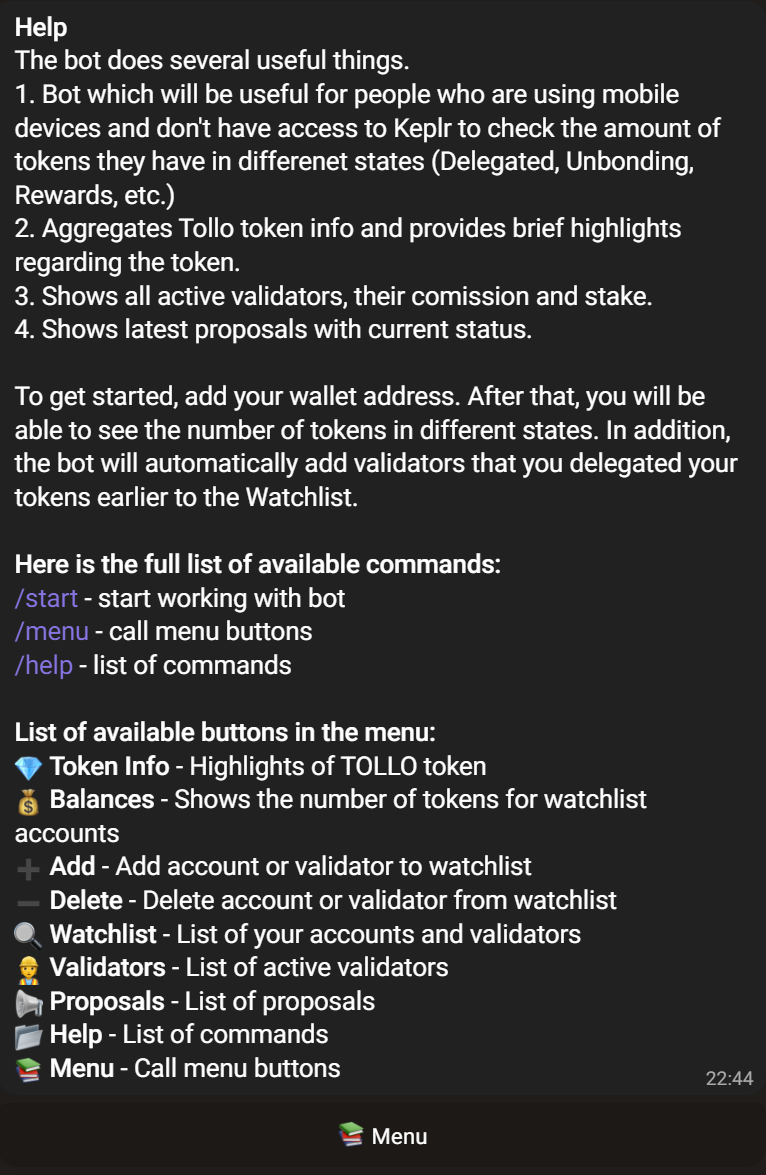 Help
The bot does several useful things.
1. Bot which will be useful for people who are using mobile
devices and don't have access to Keplr to check the amount of
tokens they have in differenet states (Delegated, Unbonding,
Rewards, etc.)
2. Aggregates Tollo token info and provides brief highlights
regarding the token.
3. Shows all active validators, their comission and stake.
4. Shows latest proposals with current status.
To get started, add your wallet address. After that, you will be
able to see the number of tokens in different states. In addition,
the bot will automatically add validators that you delegated your
tokens earlier to the Watchlist.
Here is the full list of available commands:
/start - start working with bot
/menu - call menu buttons
/help - list of commands
List of available buttons in the menu:
💎 Token Info - Highlights of TOLLO token
💰 Balances - Shows the number of tokens for watchlist
accounts
➕ Add - Add account or validator to watchlist
➖ Delete - Delete account or validator from watchlist
🔍 Watchlist - List of your accounts and validators
👷 Validators - List of active validators
📢 Proposals - List of proposals
📂 Help - List of commands
📚 Menu - Call menu buttons
22:44
📚 Menu